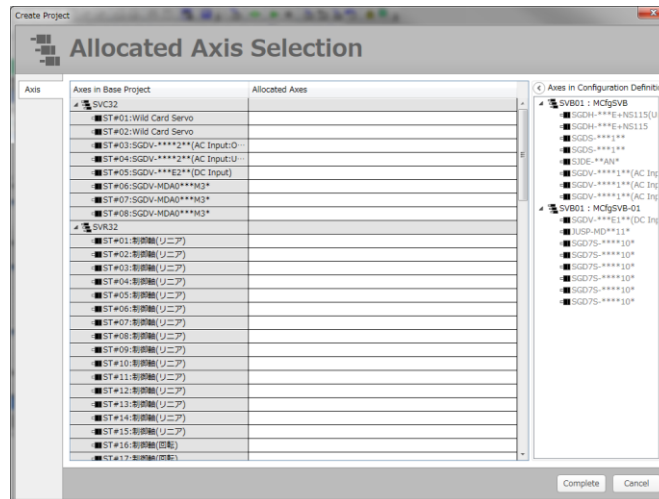 Create Project
Allocated Axis Selection
Axis
Axes in Base Project
Allocated Axes
SVC32
ST#01:Wild Card Servo
ST#02:Wild Card Servo
ST#03:SGDV-****2**(AC Input:O···
ST#04:SGDV-****2**(AC Input:U···
ST#05:SGDV-***E2**(DC Input)
ST#06:SGDV-MDA0***M3*
ST#07:SGDV-MDA0***M3*
ST#08:SGDV-MDA0***M3*
SVR32
ST#01:制御軸(リニア)
ST#02:制御軸(リニア)
ST#03:制御軸(リニア)
ST#04:制御軸(リニア)
ST#05:制御軸(リニア)
ST#06:制御軸(リニア)
ST#07:制御軸(リニア)
ST#08:制御軸(リニア)
ST#09:制御軸(リニア)
ST#10:制御軸(リニア)
ST#11:制御軸(リニア)
ST#12:制御軸(リニア)
ST#13:制御軸(リニア)
ST#14:制御軸(リニア)
ST#15:制御軸(リニア)
ST#16:制御軸(回転)
ST#17:制御軸(回転)
Axes in Configuration Definiti
SVB01 : MCfgSVB
SGDH-***E+NS115(U
SGDH-***E+NS115
SGDS-***1**
SGDS-***1**
SJDE-**AN*
SGDV-****1**(AC Inp
SGDV-****1**(AC Inp
SGDV-****1**(AC Inp
SVB01 : MCfgSVB-01
SGDV-***E1**(DC Inp
JUSP-MD**11*
SGD7S-****10*
SGD7S-****10*
SGD7S-****10*
SGD7S-****10*
SGD7S-****10*
SGD7S-****10*
Complete
Cancel